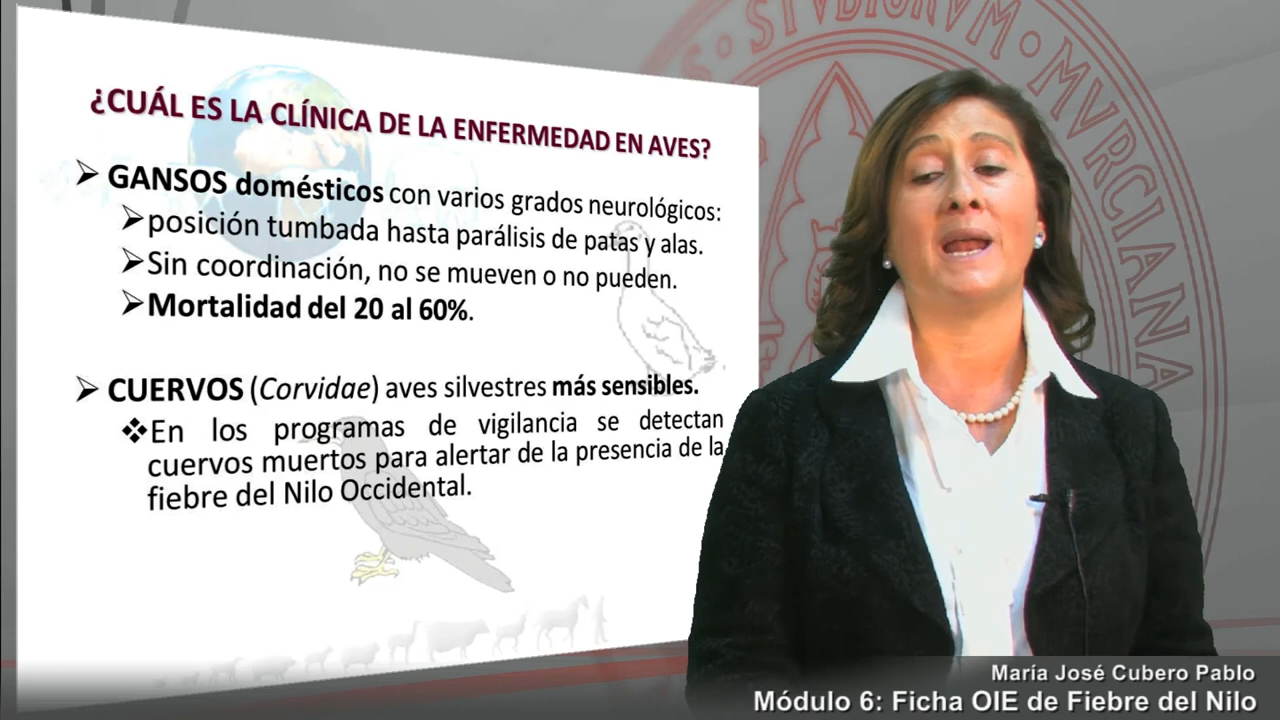 ¿CUÁL ES LA CLÍNICA DE LA ENFERMEDAD EN AVES?
➢ GANSOS domésticos con varios grados neurológicos:
➢posición tumbada hasta parálisis de patas y alas.
➢Sin coordinación, no se mueven o no pueden.
➢Mortalidad del 20 al 60%.
➢ CUERVOS (Corvidae) aves silvestres más sensibles.
❖En los programas de vigilancia se detectan
cuervos muertos para alertar de la presencia de la
fiebre del Nilo Occidental.
STVDIORVM
MVRCIANA
María José Cubero Pablo
Módulo 6: Ficha OIE de Fiebre del Nilo